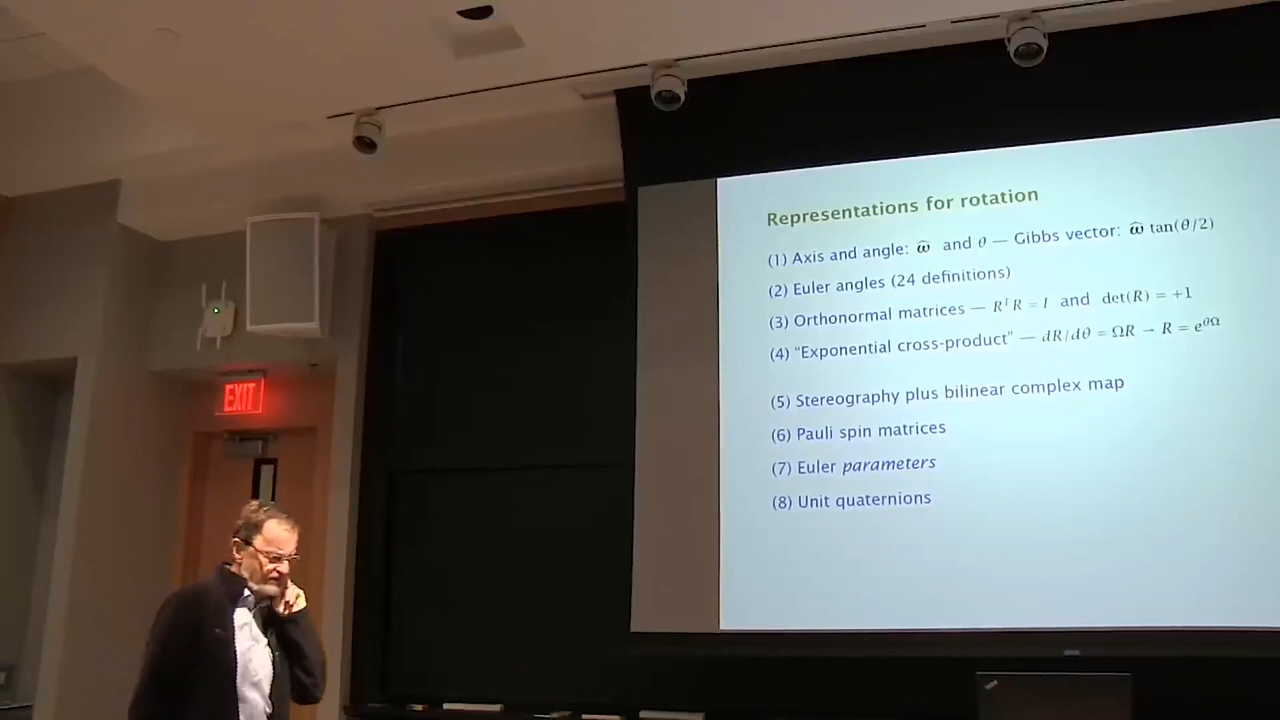 Representations for rotation
(1) Axis and angle: ω̂ and θ — Gibbs vector: ω̂ tan(θ/2)
(2) Euler angles (24 definitions)
(3) Orthonormal matrices — RᵀR = I and det(R) = +1
(4) "Exponential cross-product" — dR/dθ = ΩR → R = e^{θΩ}
(5) Stereography plus bilinear complex map
(6) Pauli spin matrices
(7) Euler parameters
(8) Unit quaternions
EXIT